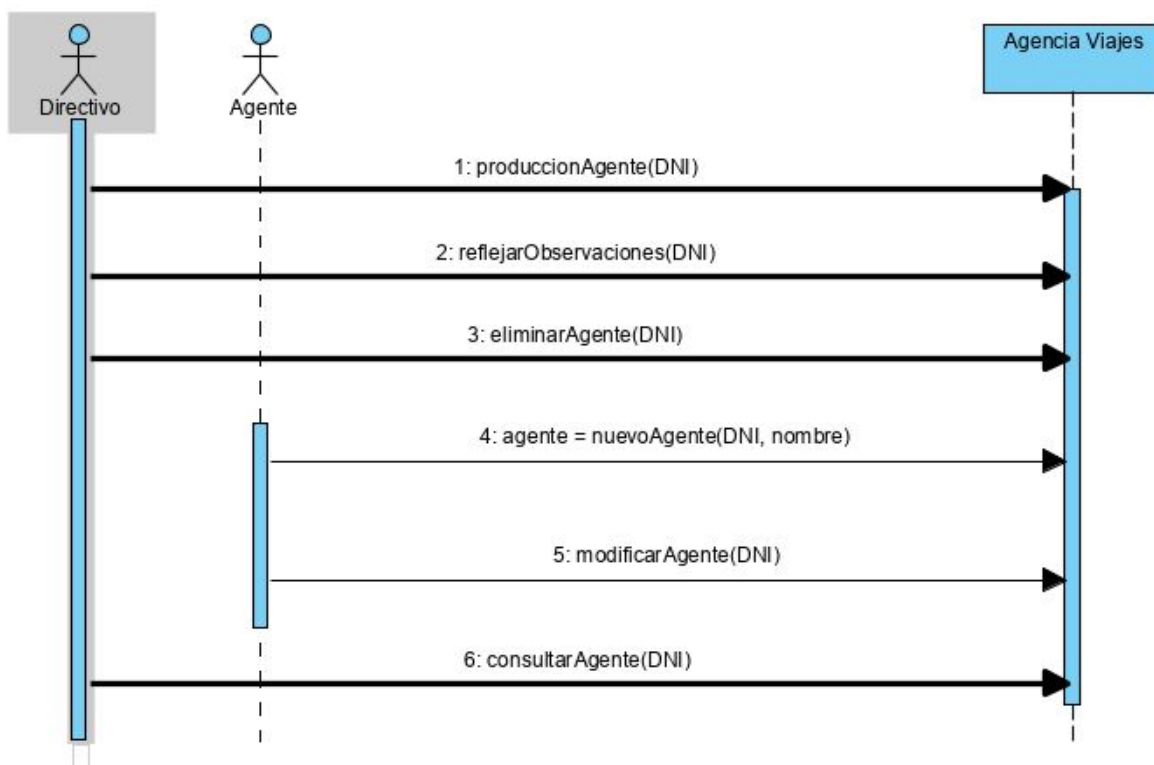 Directivo
Agente
Agencia Viajes
1: produccionAgente(DNI)
2: reflejarObservaciones(DNI)
3: eliminarAgente(DNI)
4: agente = nuevoAgente(DNI, nombre)
5: modificarAgente(DNI)
6: consultarAgente(DNI)